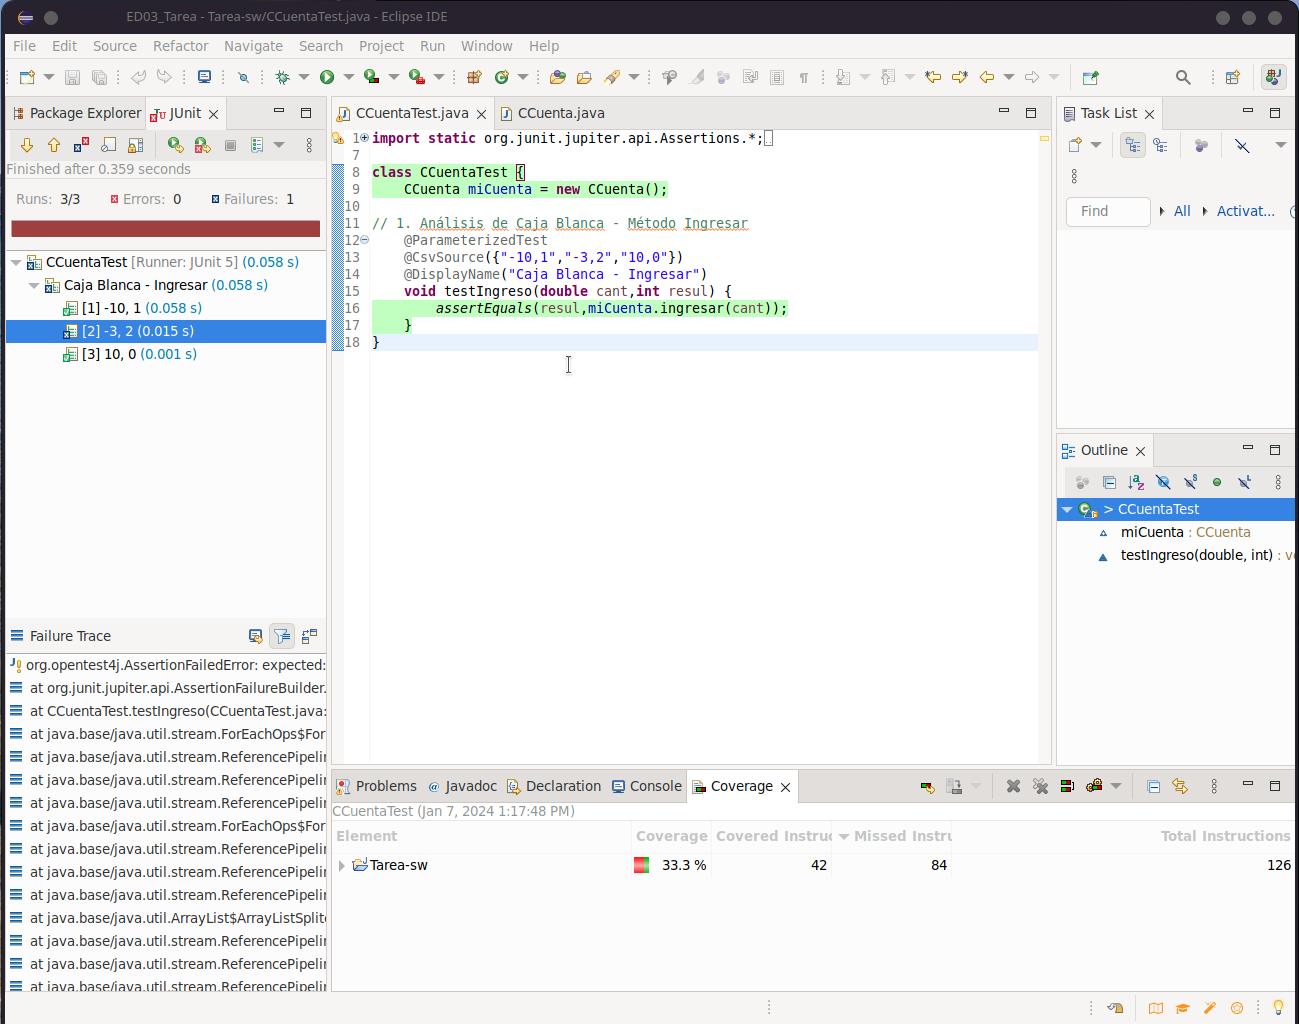 ED03_Tarea - Tarea-sw/CCuentaTest.java - Eclipse IDE
File Edit Source Refactor Navigate Search Project Run Window Help
Package Explorer
JUnit
Finished after 0.359 seconds
Runs: 3/3 Errors: 0 Failures: 1
CCuentaTest [Runner: JUnit 5] (0.058 s)
Caja Blanca - Ingresar (0.058 s)
[1] -10, 1 (0.058 s)
[2] -3, 2 (0.015 s)
[3] 10, 0 (0.001 s)
Failure Trace
org.opentest4j.AssertionFailedError: expected:
at org.junit.jupiter.api.AssertionFailureBuilder.
at CCuentaTest.testIngreso(CCuentaTest.java:
at java.base/java.util.stream.ForEachOps$For
at java.base/java.util.stream.ReferencePipelin
at java.base/java.util.stream.ReferencePipelin
at java.base/java.util.stream.ReferencePipelin
at java.base/java.util.stream.ForEachOps$For
at java.base/java.util.stream.ReferencePipelin
at java.base/java.util.stream.ReferencePipelin
at java.base/java.util.stream.ReferencePipelin
at java.base/java.util.ArrayList$ArrayListSplite
at java.base/java.util.stream.ReferencePipelin
at java.base/java.util.stream.ReferencePipelin
at java.base/java.util.stream.ReferencePipelin
CCuentaTest.java
CCuenta.java
1 import static org.junit.jupiter.api.Assertions.*;
7
8 class CCuentaTest {
9 CCuenta miCuenta = new CCuenta();
10
11 // 1. Análisis de Caja Blanca - Método Ingresar
12 @ParameterizedTest
13 @CsvSource({"-10,1","-3,2","10,0"})
14 @DisplayName("Caja Blanca - Ingresar")
15 void testIngreso(double cant,int resul) {
16 assertEquals(resul,miCuenta.ingresar(cant));
17 }
18 }
Task List
Find All Activat...
Outline
> CCuentaTest
miCuenta : CCuenta
testIngreso(double, int) : v
Problems Javadoc Declaration Console Coverage
CCuentaTest (Jan 7, 2024 1:17:48 PM)
Element Coverage Covered Instruc Missed Instru Total Instructions
Tarea-sw 33.3 % 42 84 126